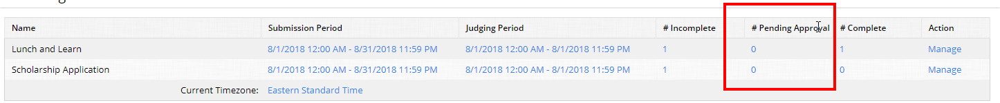 Name Submission Period Judging Period # Incomplete # Pending Approval # Complete Action
Lunch and Learn 8/1/2018 12:00 AM - 8/31/2018 11:59 PM 8/1/2018 12:00 AM - 8/1/2018 11:59 PM 1 0 1 Manage
Scholarship Application 8/1/2018 12:00 AM - 8/31/2018 11:59 PM 8/1/2018 12:00 AM - 8/1/2018 11:59 PM 1 0 0 Manage
Current Timezone: Eastern Standard Time